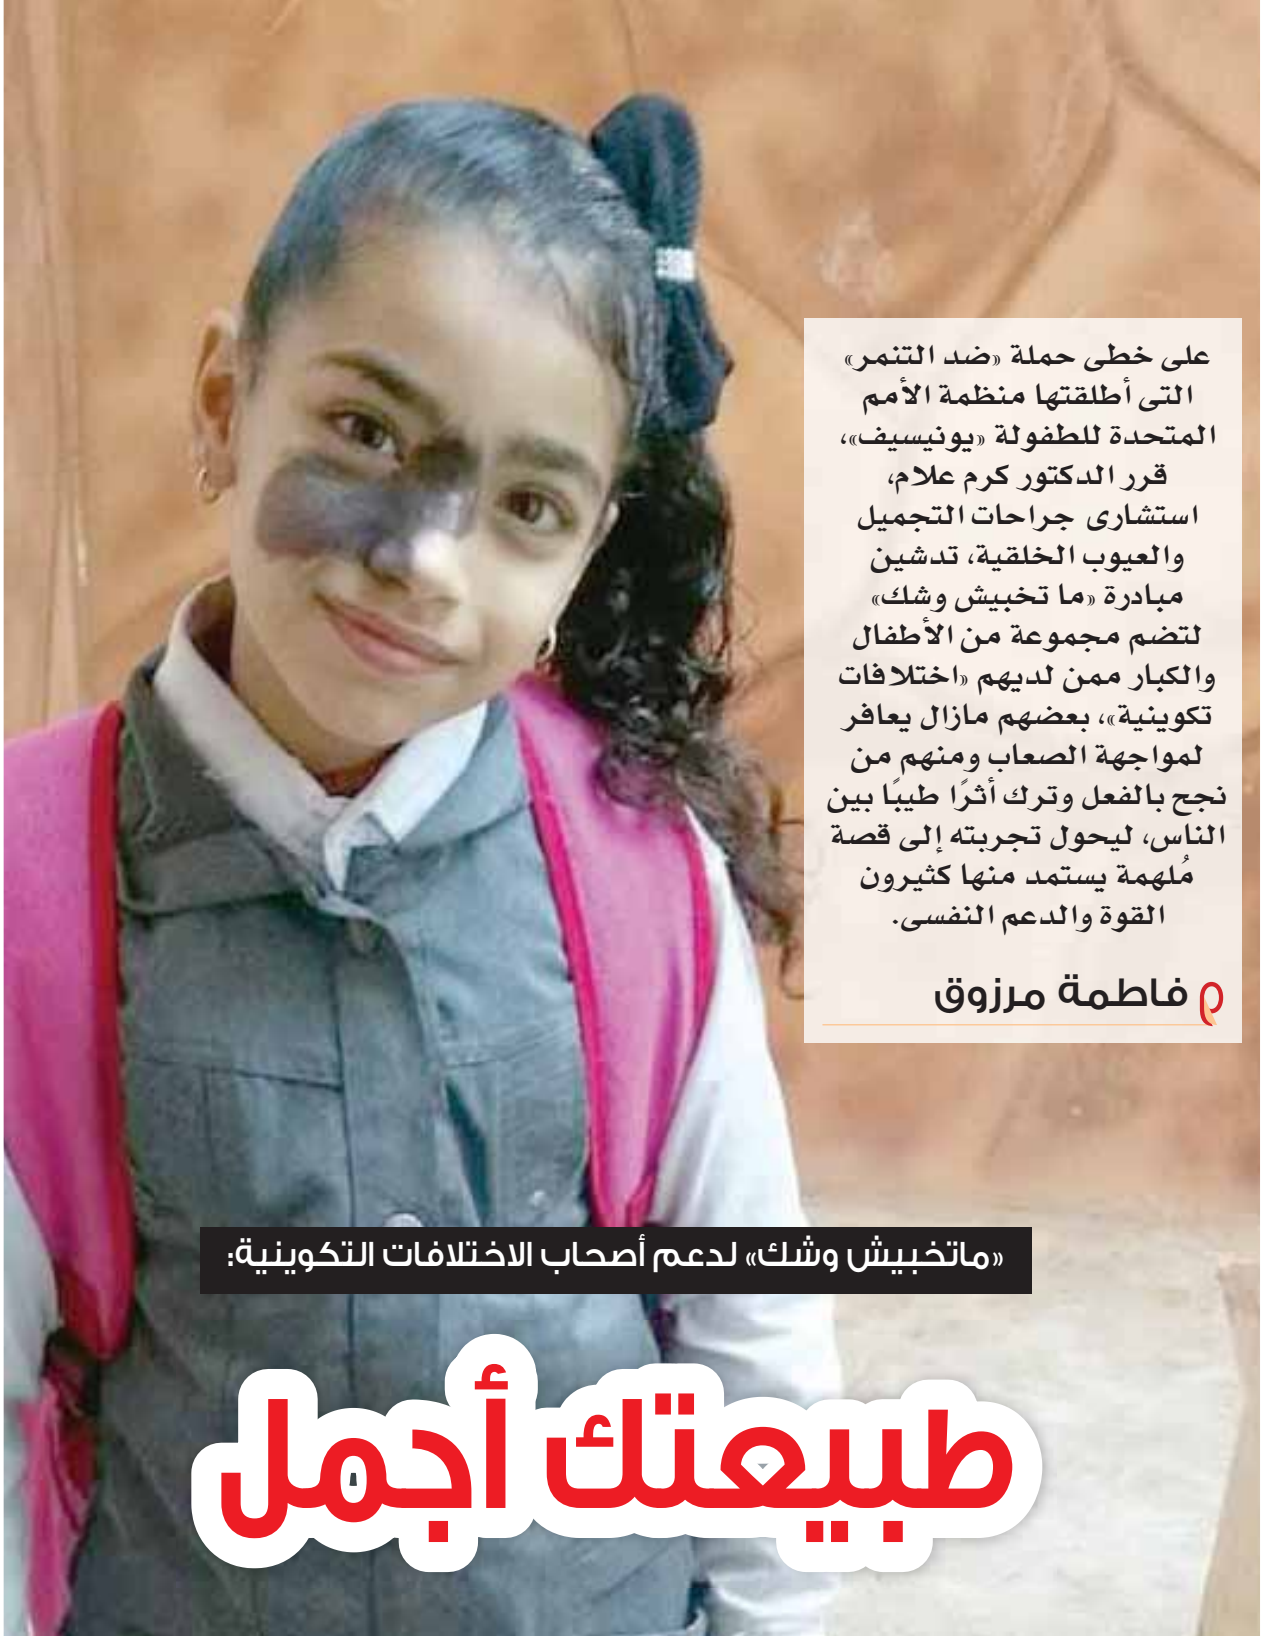 على خطى حملة «ضد التنمر»
التى أطلقتها منظمة الأمم
المتحدة للطفولة «يونيسيف»،
قرر الدكتور كرم علام،
استشارى جراحات التجميل
والعيوب الخلقية، تدشين
مبادرة «ما تخبيش وشك»
لتضم مجموعة من الأطفال
والكبار ممن لديهم «اختلافات
تكوينية»، بعضهم مازال يعافر
لمواجهة الصعاب ومنهم من
نجح بالفعل وترك أثرًا طيبًا بين
الناس، ليحول تجربته إلى قصة
مُلهمة يستمد منها كثيرون
القوة والدعم النفسى.
فاطمة مرزوق
«ماتخبيش وشك» لدعم أصحاب الاختلافات التكوينية:
طبيعتك أجمل